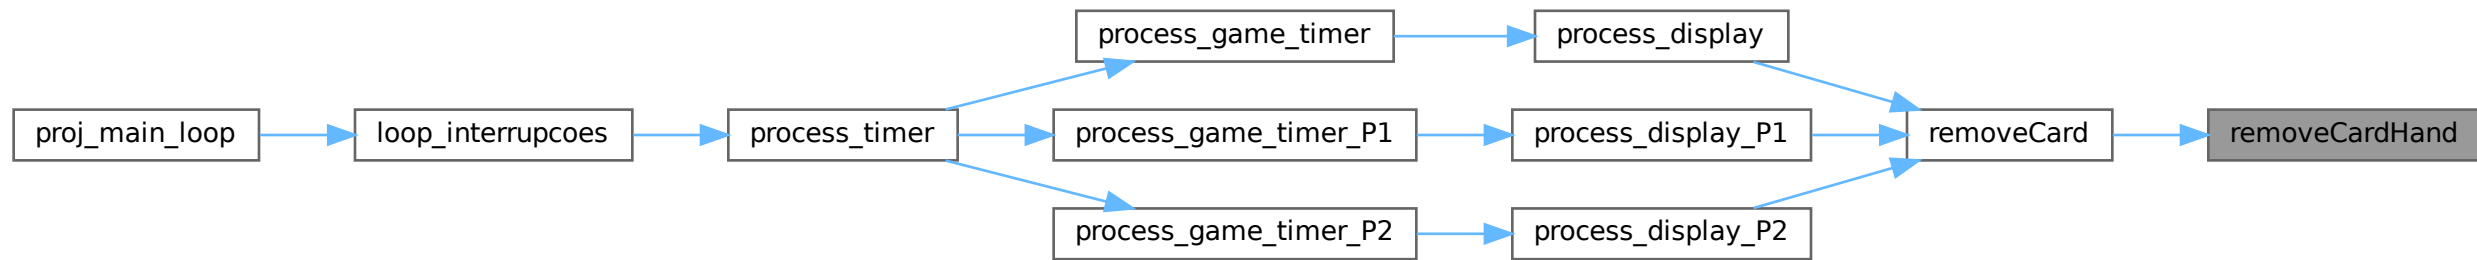 process_game_timer
process_display
proj_main_loop
loop_interrupcoes
process_timer
process_game_timer_P1
process_display_P1
removeCard
removeCardHand
process_game_timer_P2
process_display_P2